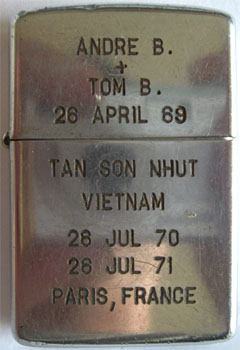 ANDRE B.
+
TOM B.
26 APRIL 69
TAN SON NHUT
VIETNAM
26 JUL 70
26 JUL 71
PARIS, FRANCE